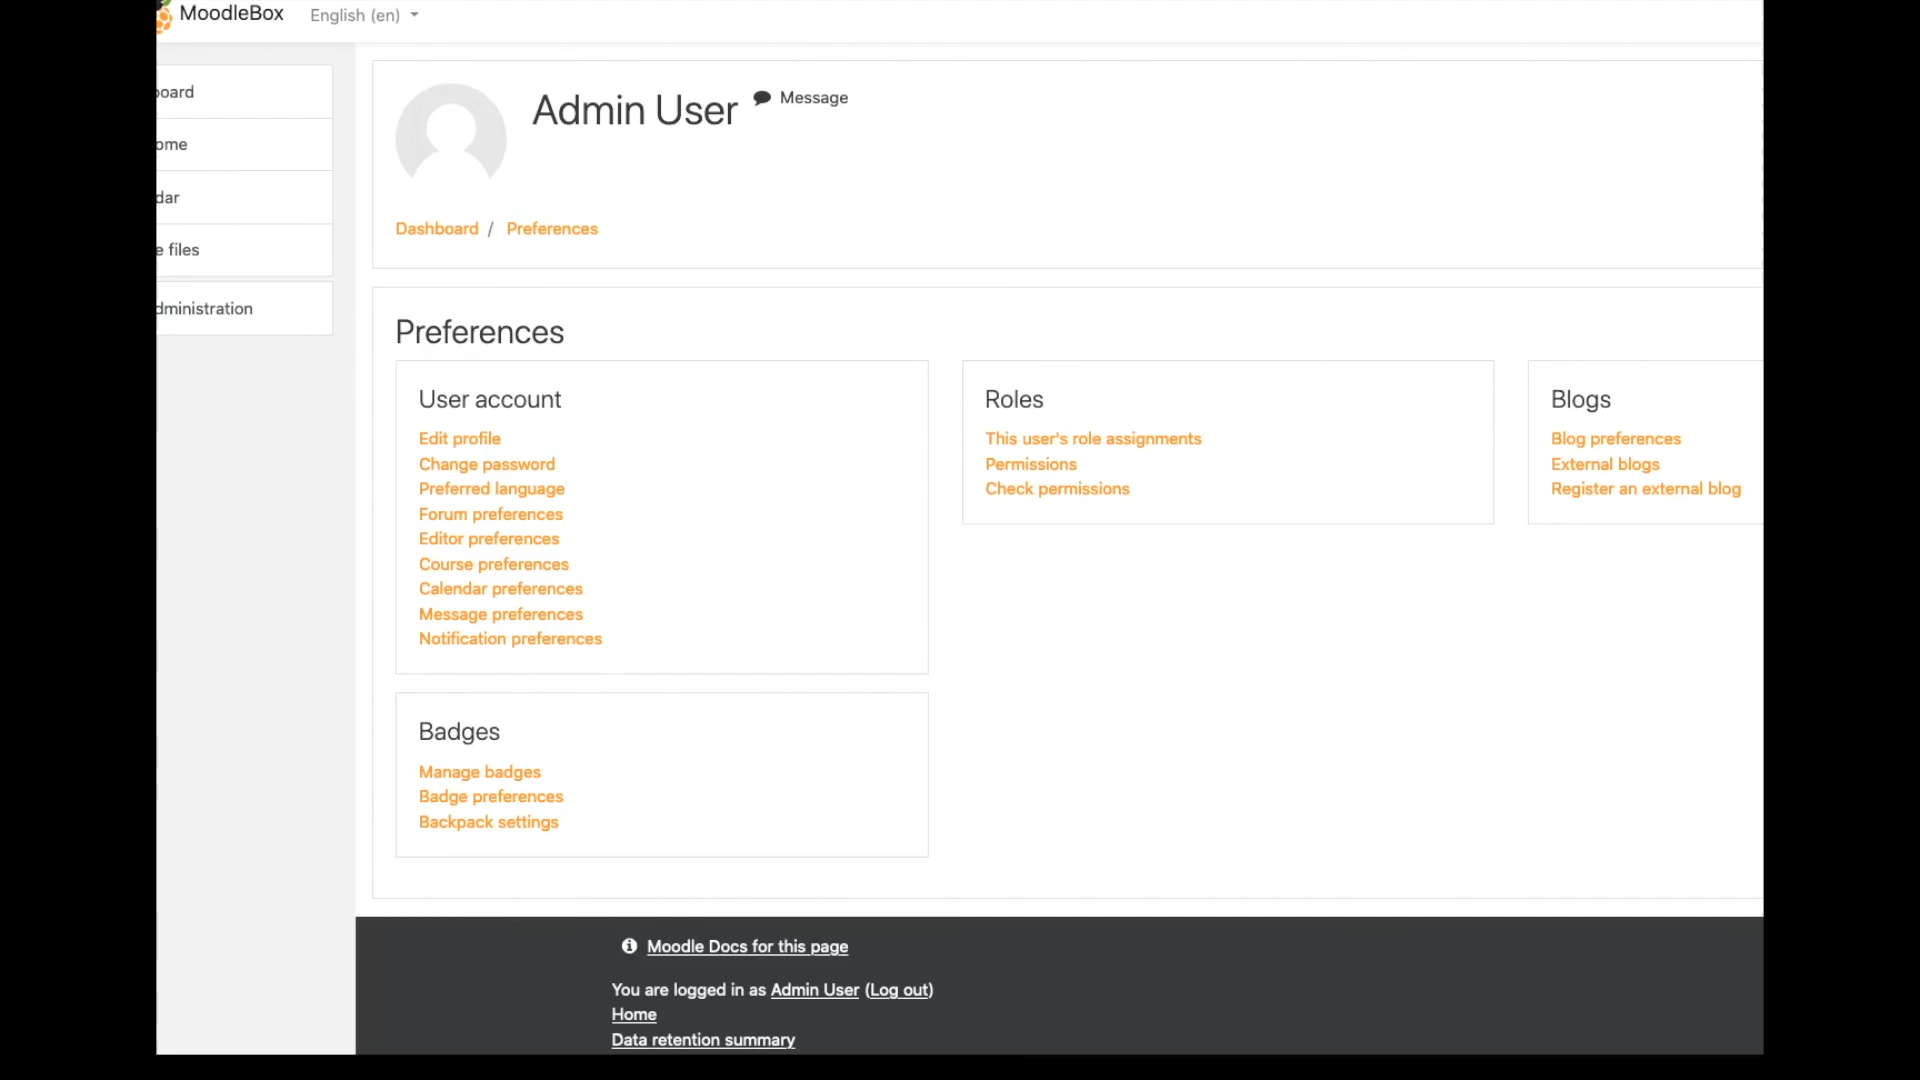 MoodleBox English (en)
board
ome
dar
e files
dministration
Admin User Message
Dashboard / Preferences
Preferences
User account
Edit profile
Change password
Preferred language
Forum preferences
Editor preferences
Course preferences
Calendar preferences
Message preferences
Notification preferences
Roles
This user's role assignments
Permissions
Check permissions
Blogs
Blog preferences
External blogs
Register an external blog
Badges
Manage badges
Badge preferences
Backpack settings
Moodle Docs for this page
You are logged in as Admin User (Log out)
Home
Data retention summary